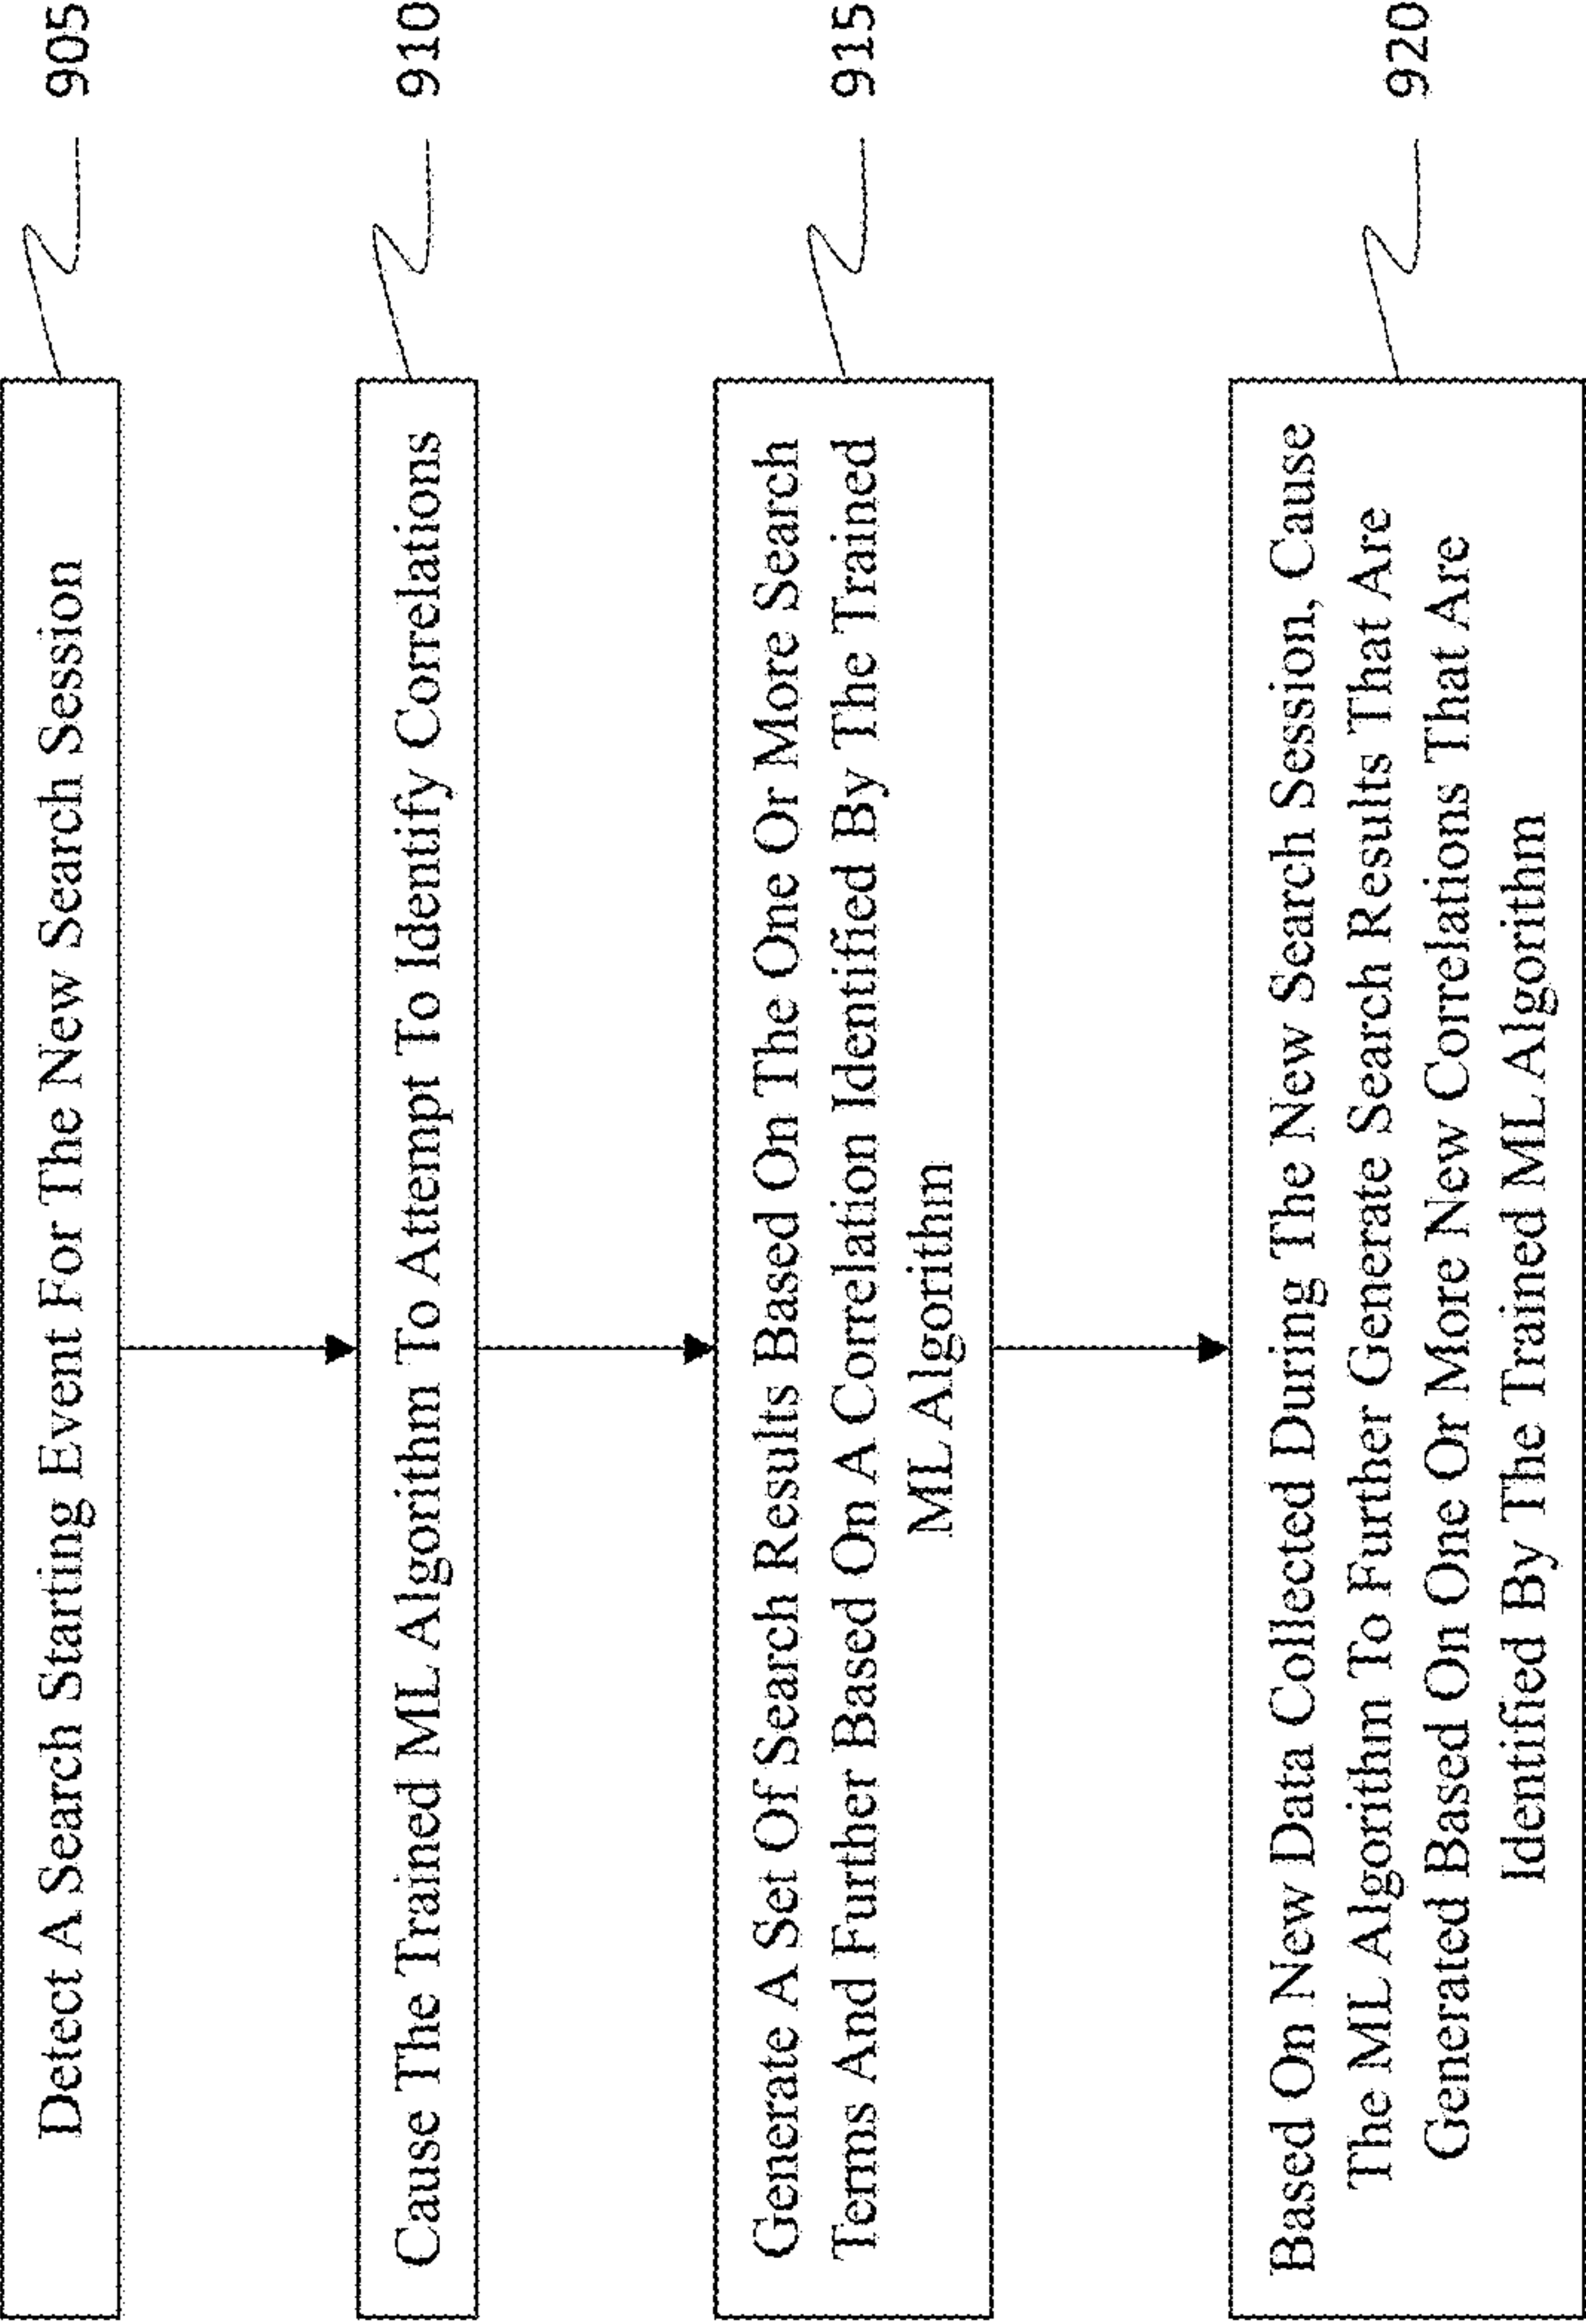 Detect A Search Starting Event For The New Search Session
905
Cause The Trained ML Algorithm To Attempt To Identify Correlations
910
Generate A Set Of Search Results Based On The One Or More Search
Terms And Further Based On A Correlation Identified By The Trained
ML Algorithm
915
Based On New Data Collected During The New Search Session, Cause
The ML Algorithm To Further Generate Search Results That Are
Generated Based On One Or More New Correlations That Are
Identified By The Trained ML Algorithm
920